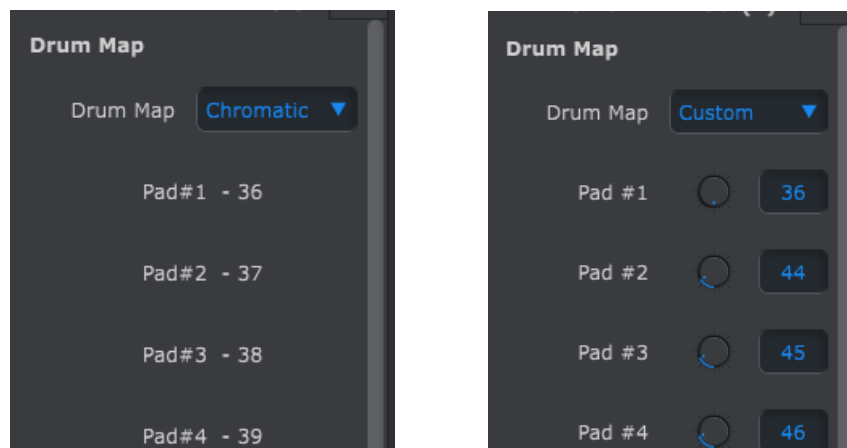 Drum Map
Drum Map Chromatic
Pad#1 - 36
Pad#2 - 37
Pad#3 - 38
Pad#4 - 39
Drum Map
Drum Map Custom
Pad #1 36
Pad #2 44
Pad #3 45
Pad #4 46